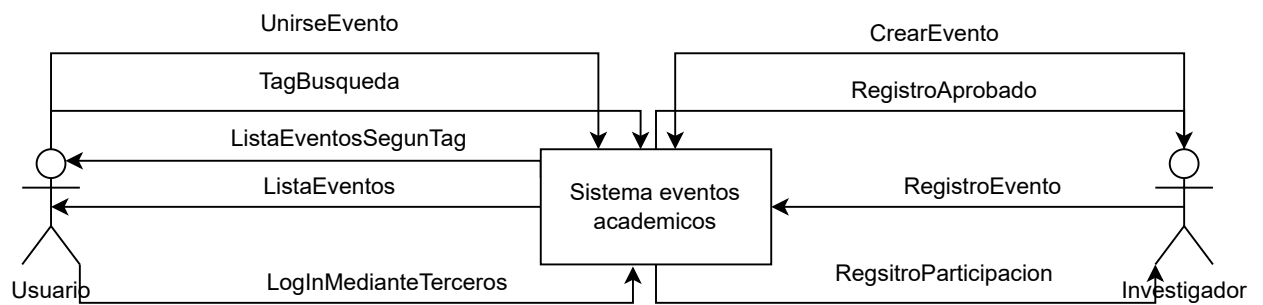 UnirseEvento
CrearEvento
TagBusqueda
RegistroAprobado
ListaEventosSegunTag
ListaEventos
Sistema eventos
academicos
RegistroEvento
LogInMedianteTerceros
RegsitroParticipacion
Usuario
Investigador